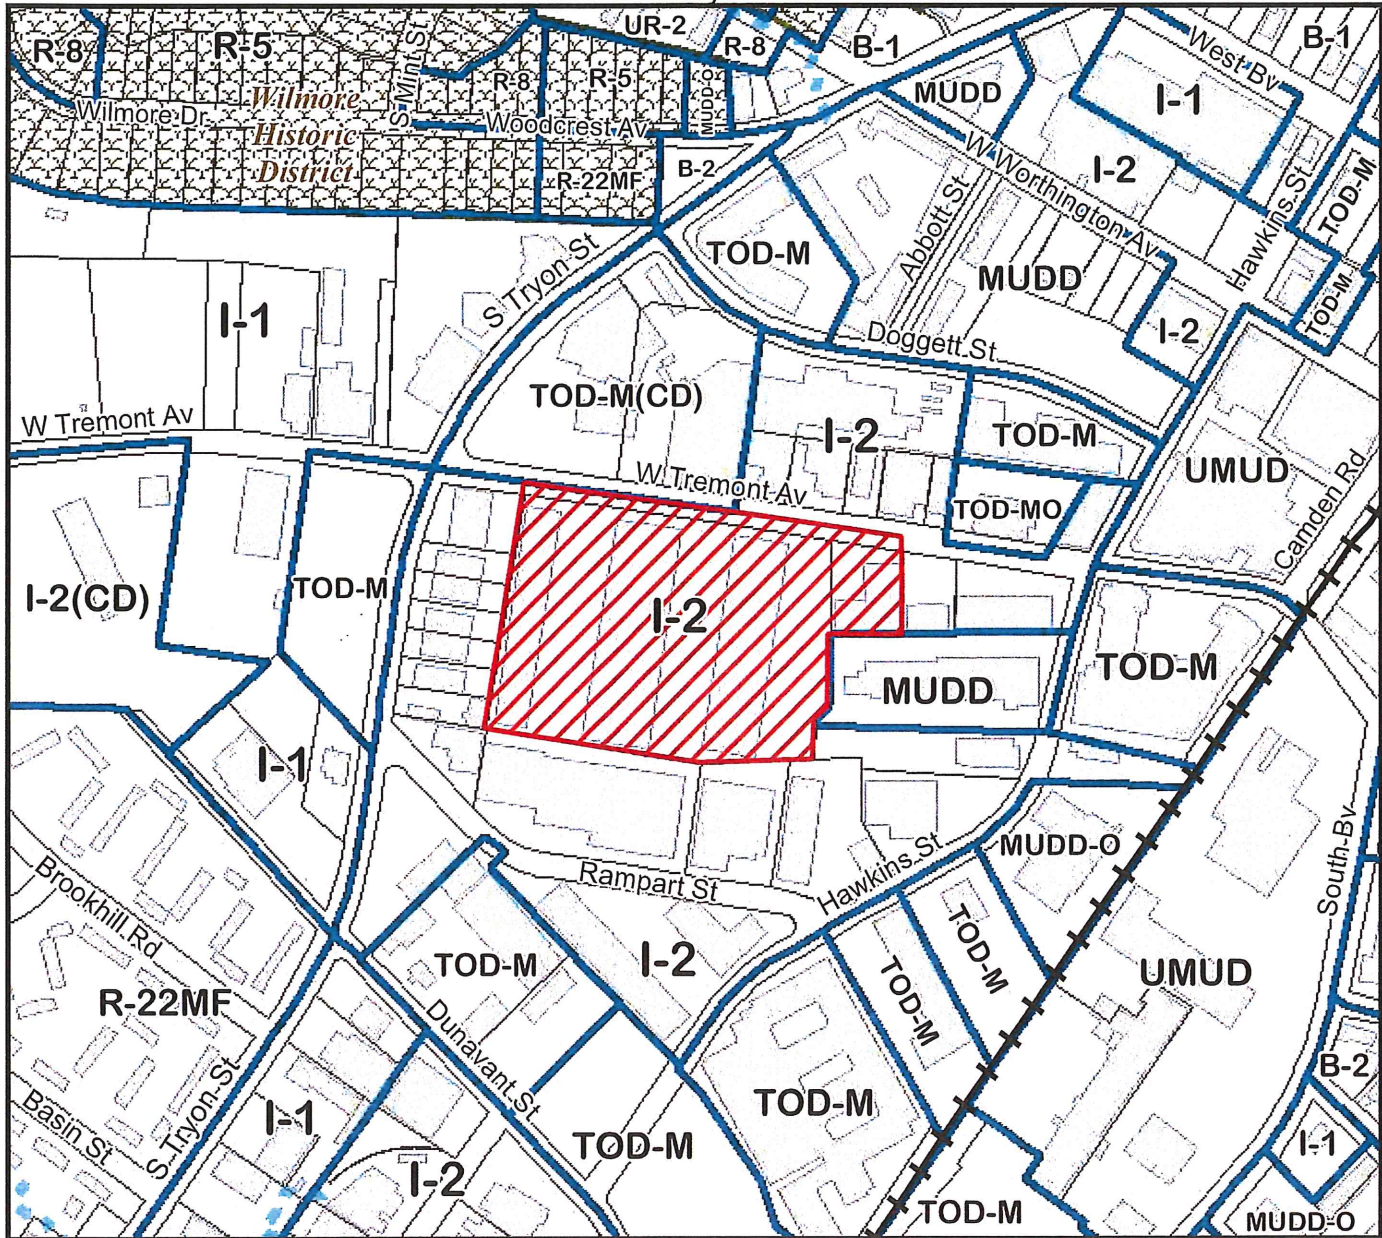 UR-2
R-8
R-5
R-8
B-1
West Bv
B-1
S Mint St
R-8
R-5
MUDD-O
MUDD
I-1
Wilmore
Historic
District
Wilmore Dr
Woodcrest Av
W Worthington Av
I-2
B-2
R-22MF
Abbott St
Hawkins St
TOD-M
S Tryon St
TOD-M
MUDD
TOD-M
I-1
I-2
Doggett St
TOD-M(CD)
W Tremont Av
I-2
TOD-M
UMUD
Camden Rd
W Tremont Av
TOD-MO
I-2(CD)
TOD-M
I-2
TOD-M
MUDD
I-1
South Bv
Rampart St
Hawkins St
MUDD-O
Brookhill Rd
TOD-M
I-2
TOD-M
TOD-M
UMUD
R-22MF
Dunavant St
B-2
Basin St
S Tryon St
I-1
TOD-M
TOD-M
I-1
I-2
TOD-M
MUDD-O